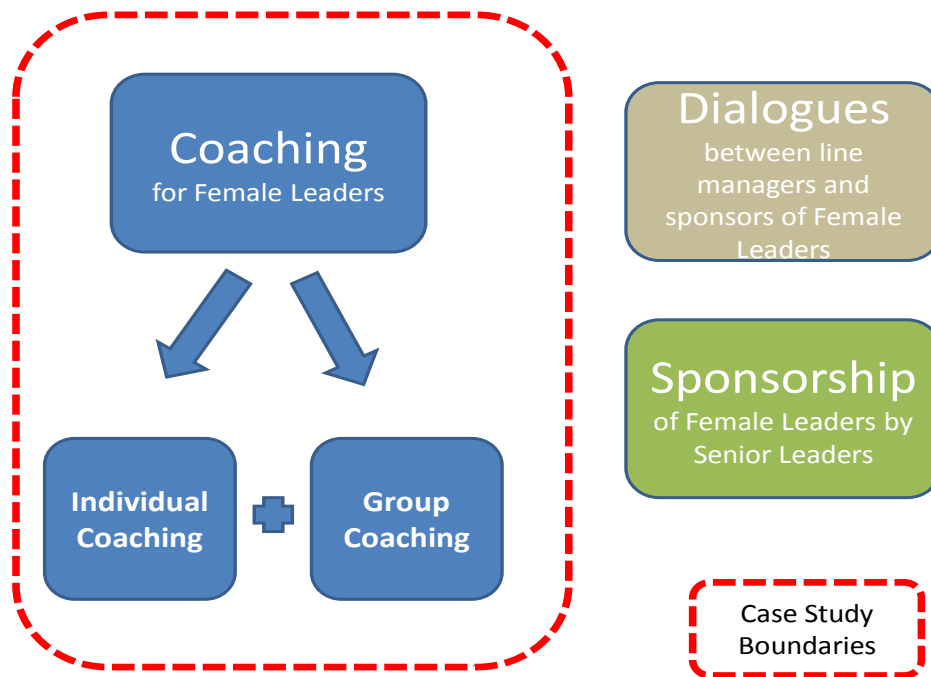 Coaching
for Female Leaders
Individual
Coaching
Group
Coaching
Dialogues
between line
managers and
sponsors of Female
Leaders
Sponsorship
of Female Leaders by
Senior Leaders
Case Study
Boundaries